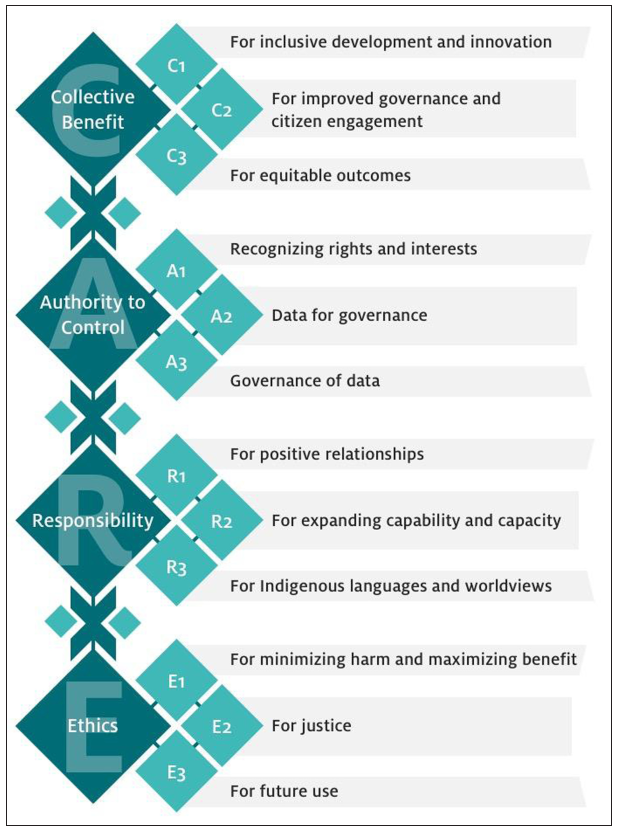 C
Collective
Benefit
C1
For inclusive development and innovation
C2
For improved governance and
citizen engagement
C3
For equitable outcomes
A
Authority to
Control
A1
Recognizing rights and interests
A2
Data for governance
A3
Governance of data
R
Responsibility
R1
For positive relationships
R2
For expanding capability and capacity
R3
For Indigenous languages and worldviews
E
Ethics
E1
For minimizing harm and maximizing benefit
E2
For justice
E3
For future use